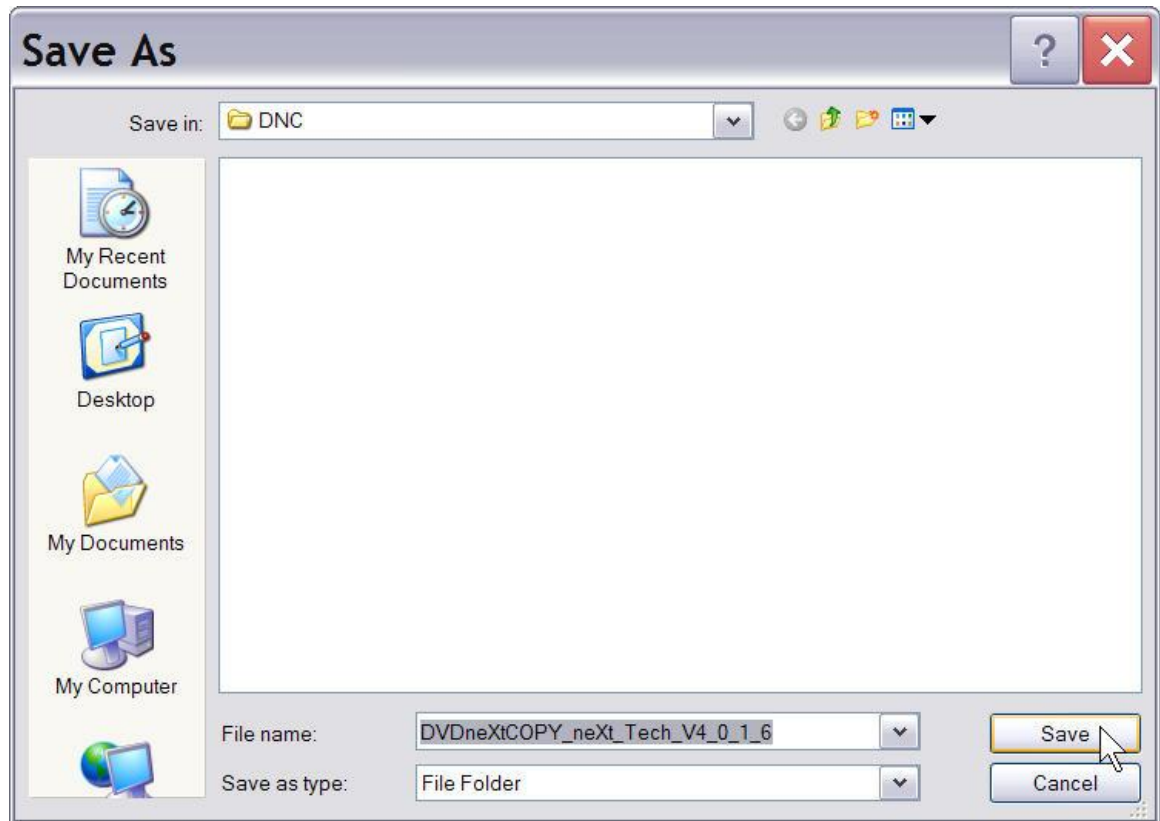 Save As
?
Save in:
DNC
My Recent
Documents
Desktop
My Documents
My Computer
File name:
DVDneXtCOPY_neXt_Tech_V4_0_1_6
Save
Save as type:
File Folder
Cancel